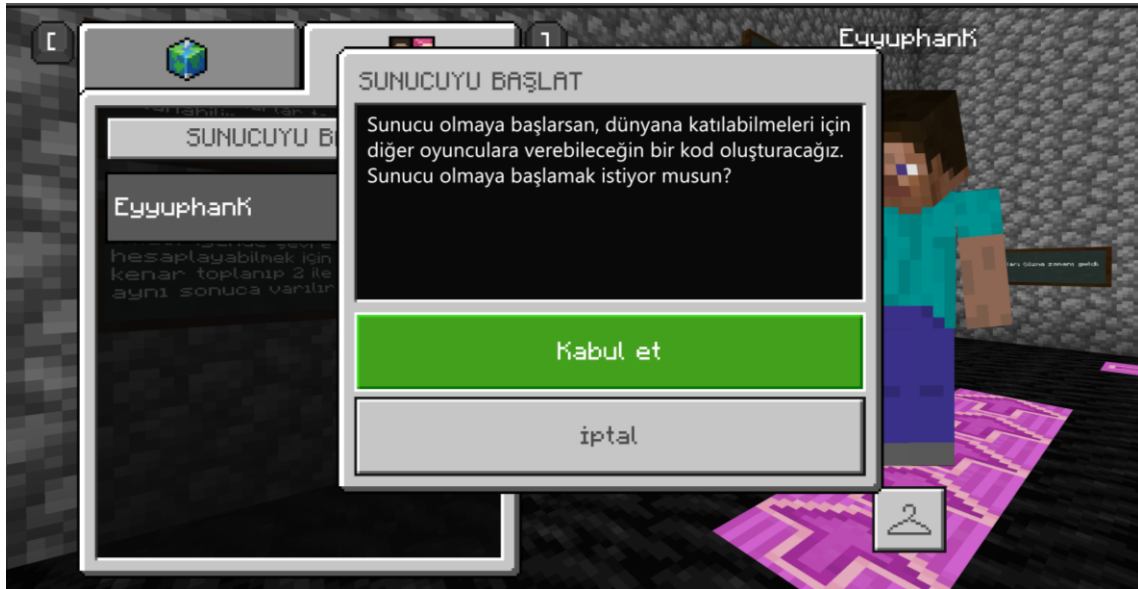 EyyuphanK
SUNUCUYU BAŞLAT
Sunucu olmaya başlarsan, dünyana katılabilmeleri için
diğer oyunculara verebileceğin bir kod oluşturacağız.
Sunucu olmaya başlamak istiyor musun?
Kabul et
İptal
SUNUCUYU B
EyyuphanK
hesaplayabilmek için
kenar toplanıp 2 ile
aynı sonuca varılır